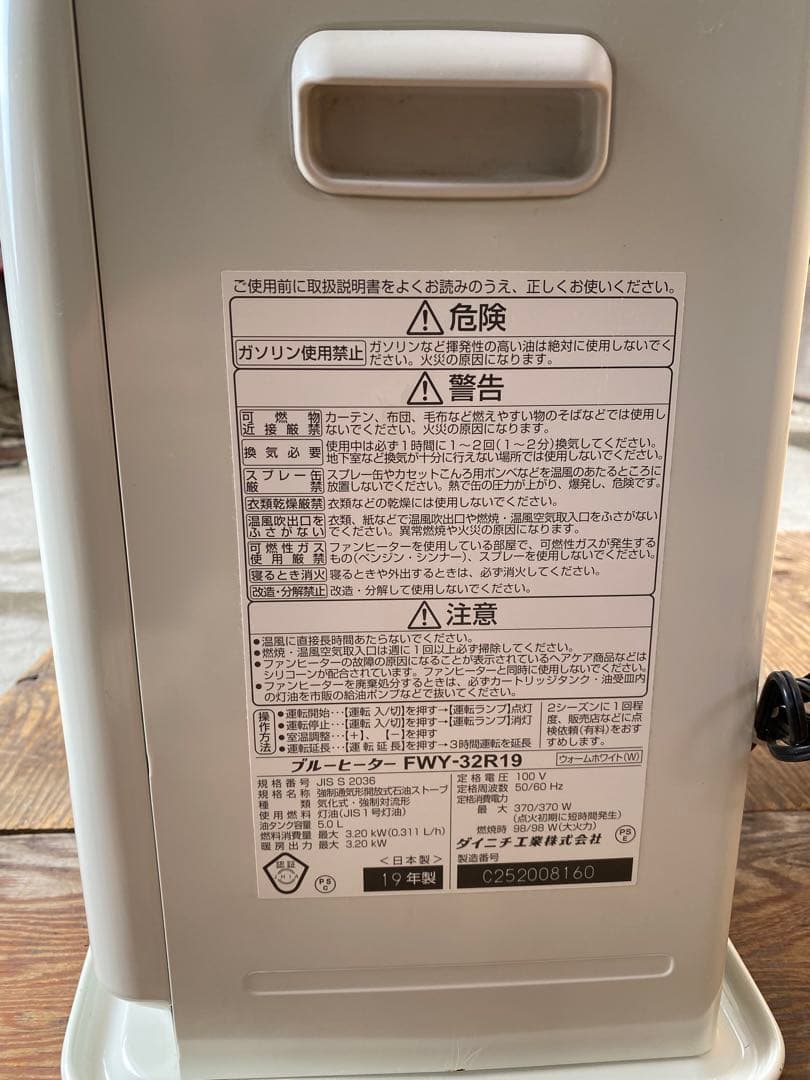 ご使用前に取扱説明書をよくお読みのうえ、正しくお使いください。
⚠危険
ガソリン使用禁止
ガソリンなど揮発性の高い油は絶対に使用しないでく
ださい。火災の原因になります。
⚠警告
可燃物
近接厳禁
カーテン、布団、毛布など燃えやすい物のそばなどでは使用し
ないでください。火災の原因になります。
換気必要
使用中は必ず1時間に1〜2回(1〜2分)換気してください。
地下室など換気が十分に行えない場所では使用しないでください。
スプレー缶
厳禁
スプレー缶やカセットこんろ用ボンベなどを温風のあたるところに
放置しないでください。熱で缶の圧力が上がり、爆発し、危険です。
衣類乾燥厳禁
衣類などの乾燥には使用しないでください。
温風吹出口を
ふさがない
衣類、紙などで温風吹出口や燃焼・温風空気取入口をふさがない
でください。異常燃焼や火災の原因になります。
可燃性ガス
使用厳禁
ファンヒーターを使用している部屋で、可燃性ガスが発生する
もの(ベンジン・シンナー)、スプレーを使用しないでください。
寝るとき消火
寝るときや外出するときは、必ず消火してください。
改造・分解禁止
改造・分解して使用しないでください。
⚠注意
●温風に直接長時間あたらないでください。
●燃焼・温風空気取入口は週に1回以上必ず掃除してください。
●ファンヒーターの故障の原因になることが表示されているヘアケア商品などは
シリコーンが配合されています。ファンヒーターと同時に使用しないでください。
●ファンヒーターを廃棄処分するときは、必ずカートリッジタンク・油受皿内
の灯油を市販の給油ポンプなどで抜いてください。
操作方法
●運転開始…【運転 入/切】を押す→【運転ランプ】点灯
●運転停止…【運転 入/切】を押す→【運転ランプ】消灯
●室温調整…【+】、【−】を押す
●運転延長…【運転延長】を押す→3時間運転を延長
2シーズンに1回程
度、販売店などに点
検依頼(有料)をおす
すめします。
ブルーヒーター FWY-32R19
ウォームホワイト(W)
規格番号 JIS S 2036
規格名称 強制通気形開放式石油ストーブ
種類 気化式・強制対流形
使用燃料 灯油(JIS1号灯油)
油タンク容量 5.0 L
燃料消費量 最大 3.20 kW(0.311 L/h)
暖房出力 最大 3.20 kW
定格電圧 100 V
定格周波数 50/60 Hz
定格消費電力
最大 370/370 W
(点火初期に短時間発生)
燃焼時 98/98 W(大火力)
ダイニチ工業株式会社
PS
E
認証
JHIA
PS
C
<日本製>
19年製
製造番号
C252008160